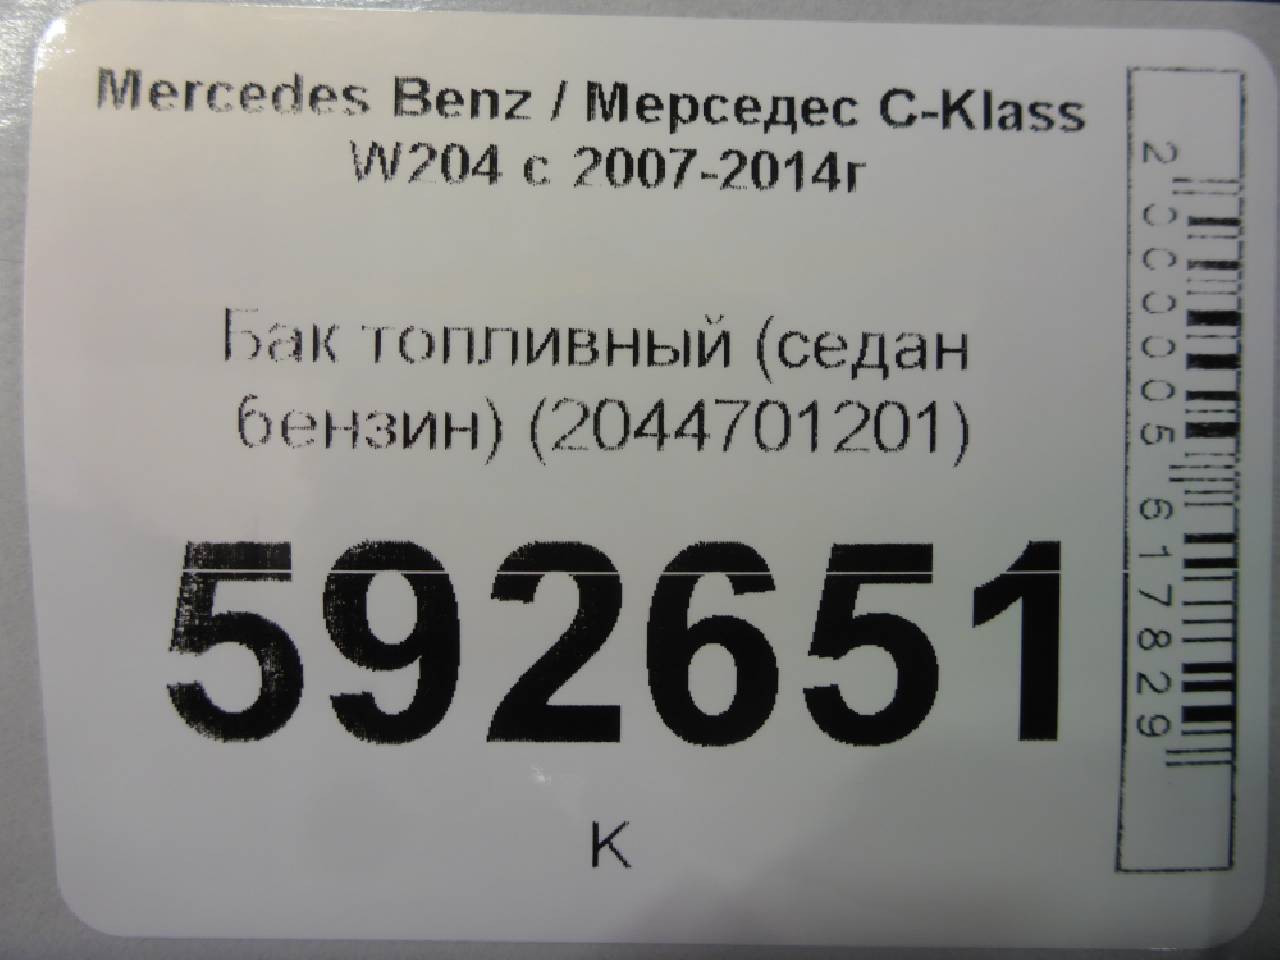 Mercedes Benz / Мерседес C-Klass
W204 с 2007-2014г
Бак топливный (седан
бензин) (2044701201)
592651
K
2000005617829